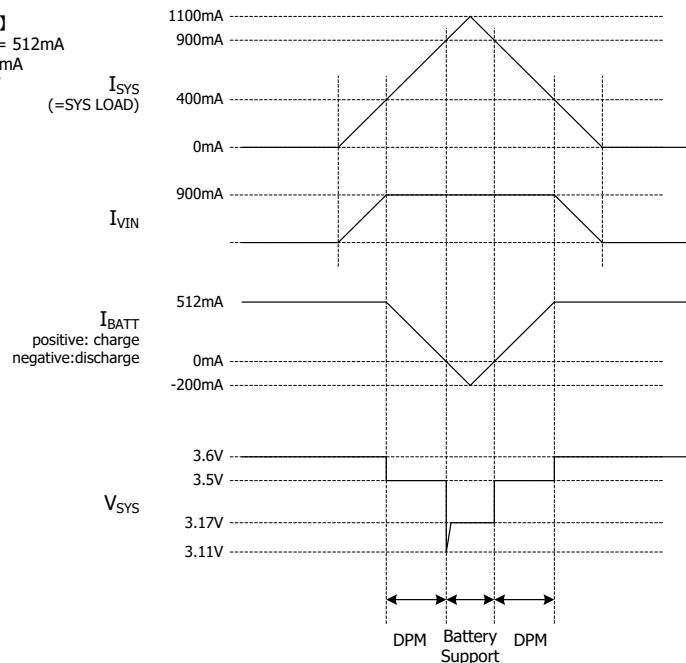 】
= 512mA
mA
1100mA
900mA
I_SYS
(=SYS LOAD)
400mA
0mA
900mA
I_VIN
512mA
I_BATT
positive: charge
negative:discharge
0mA
-200mA
3.6V
3.5V
V_SYS
3.17V
3.11V
DPM
Battery
Support
DPM